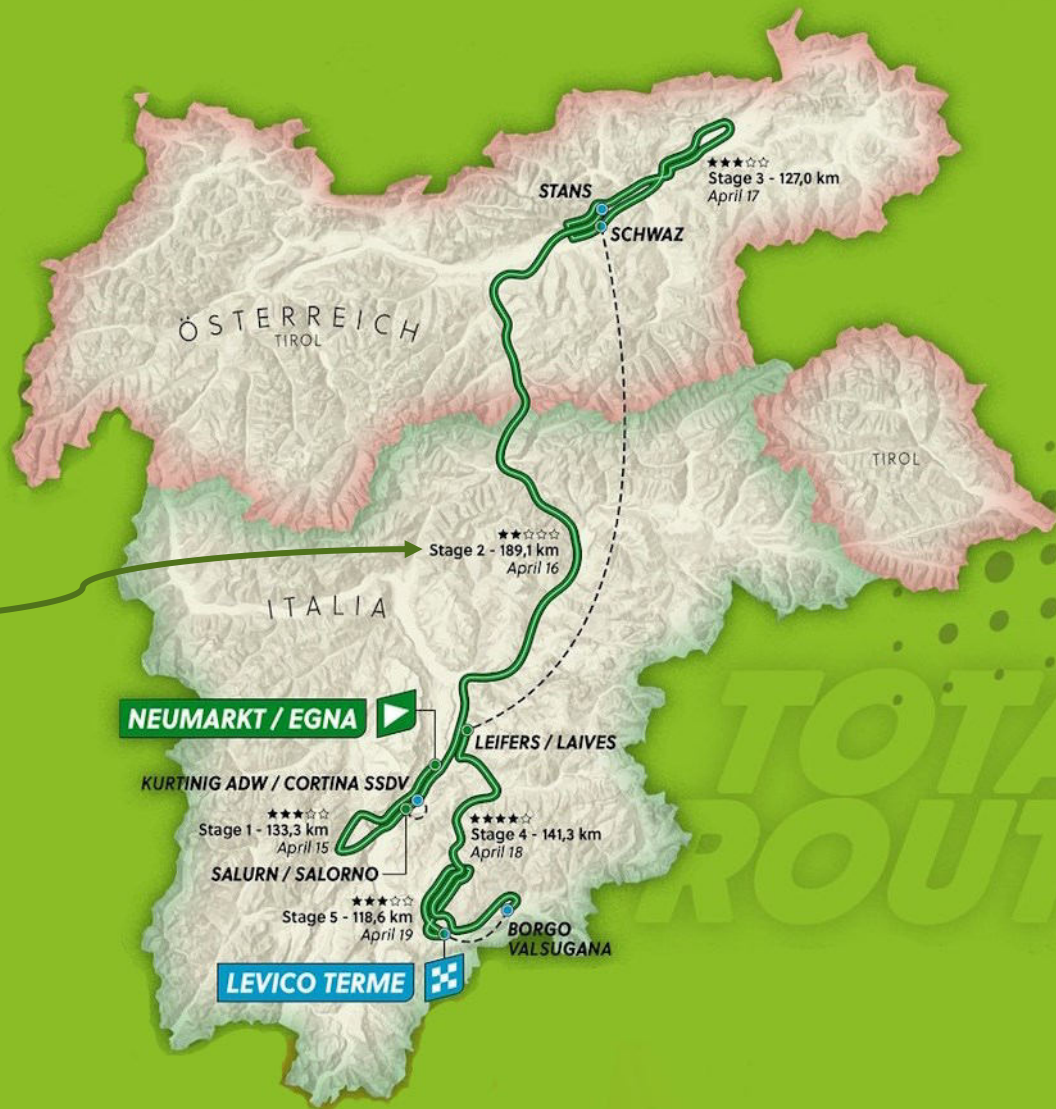 ★★★☆☆
Stage 3 - 127,0 km
April 17
STANS
SCHWAZ
ÖSTERREICH
TIROL
TIROL
★★☆☆☆
Stage 2 - 189,1 km
April 16
ITALIA
NEUMARKT / EGNA
LEIFERS / LAIVES
KURTINIG ADW / CORTINA SSDV
★★★☆☆
Stage 1 - 133,3 km
April 15
★★★★☆
Stage 4 - 141,3 km
April 18
SALURN / SALORNO
★★★☆☆
Stage 5 - 118,6 km
April 19
BORGO
VALSUGANA
LEVICO TERME
TOTA
ROUT